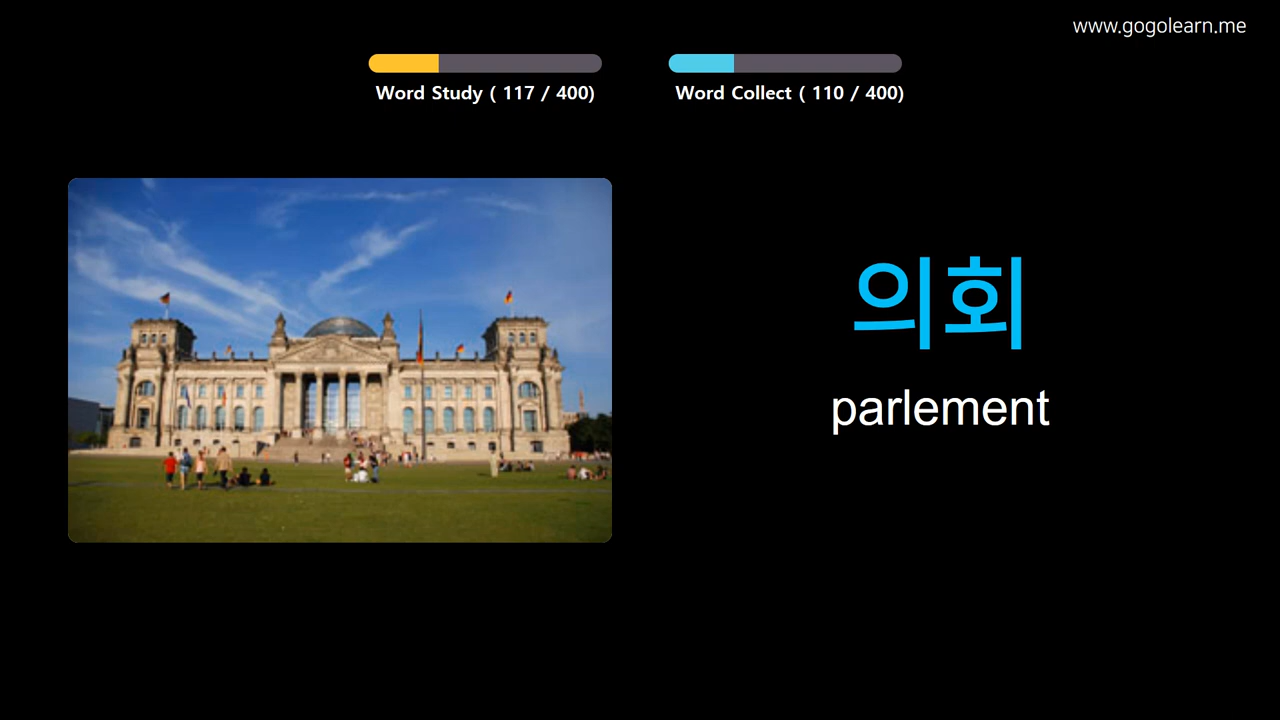 www.gogolearn.me
Word Study ( 117 / 400)
Word Collect ( 110 / 400)
의회
parlement